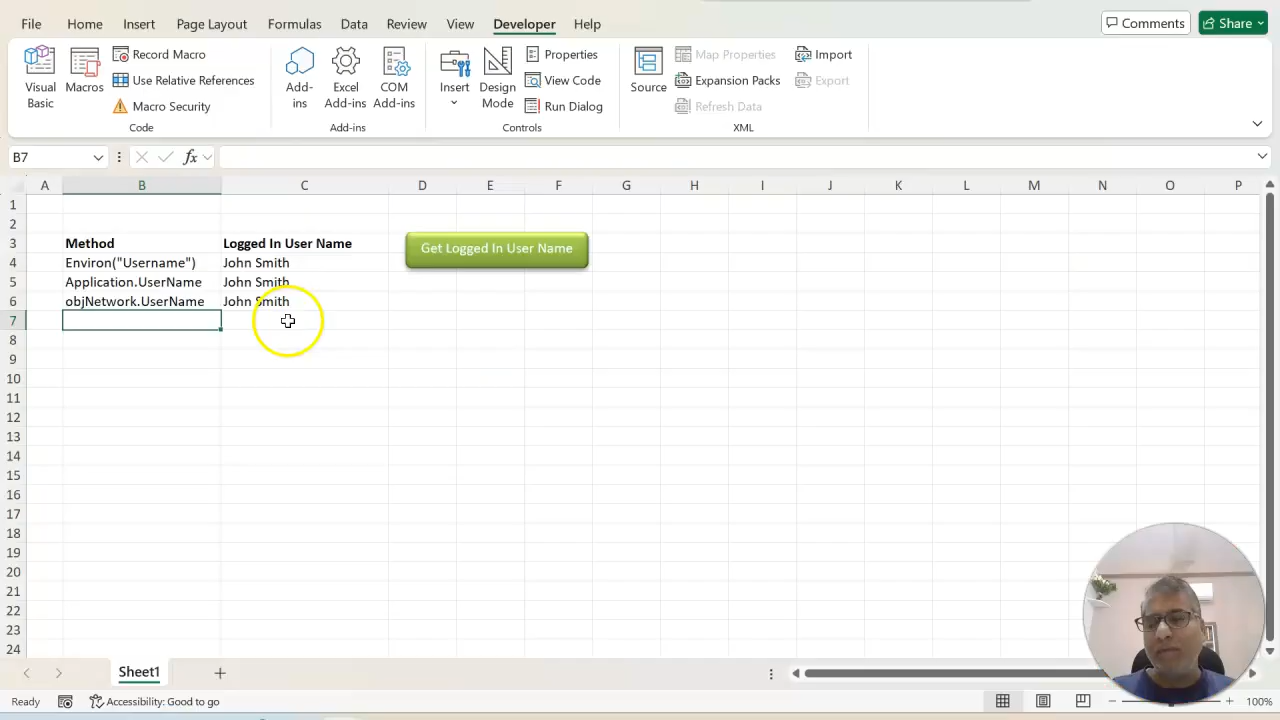 File Home Insert Page Layout Formulas Data Review View Developer Help Comments Share
Visual Basic
Macros
Record Macro
Use Relative References
Macro Security
Code
Add-ins
Excel Add-ins
COM Add-ins
Add-ins
Insert
Design Mode
Properties
View Code
Run Dialog
Controls
Source
Map Properties
Expansion Packs
Refresh Data
Import
Export
XML
B7 fx
A B C D E F G H I J K L M N O P
1
2
3 Method Logged In User Name Get Logged In User Name
4 Environ("Username") John Smith
5 Application.UserName John Smith
6 objNetwork.UserName John Smith
7
8
9
10
11
12
13
14
15
16
17
18
19
20
21
22
23
24
Sheet1
Ready Accessibility: Good to go 100%